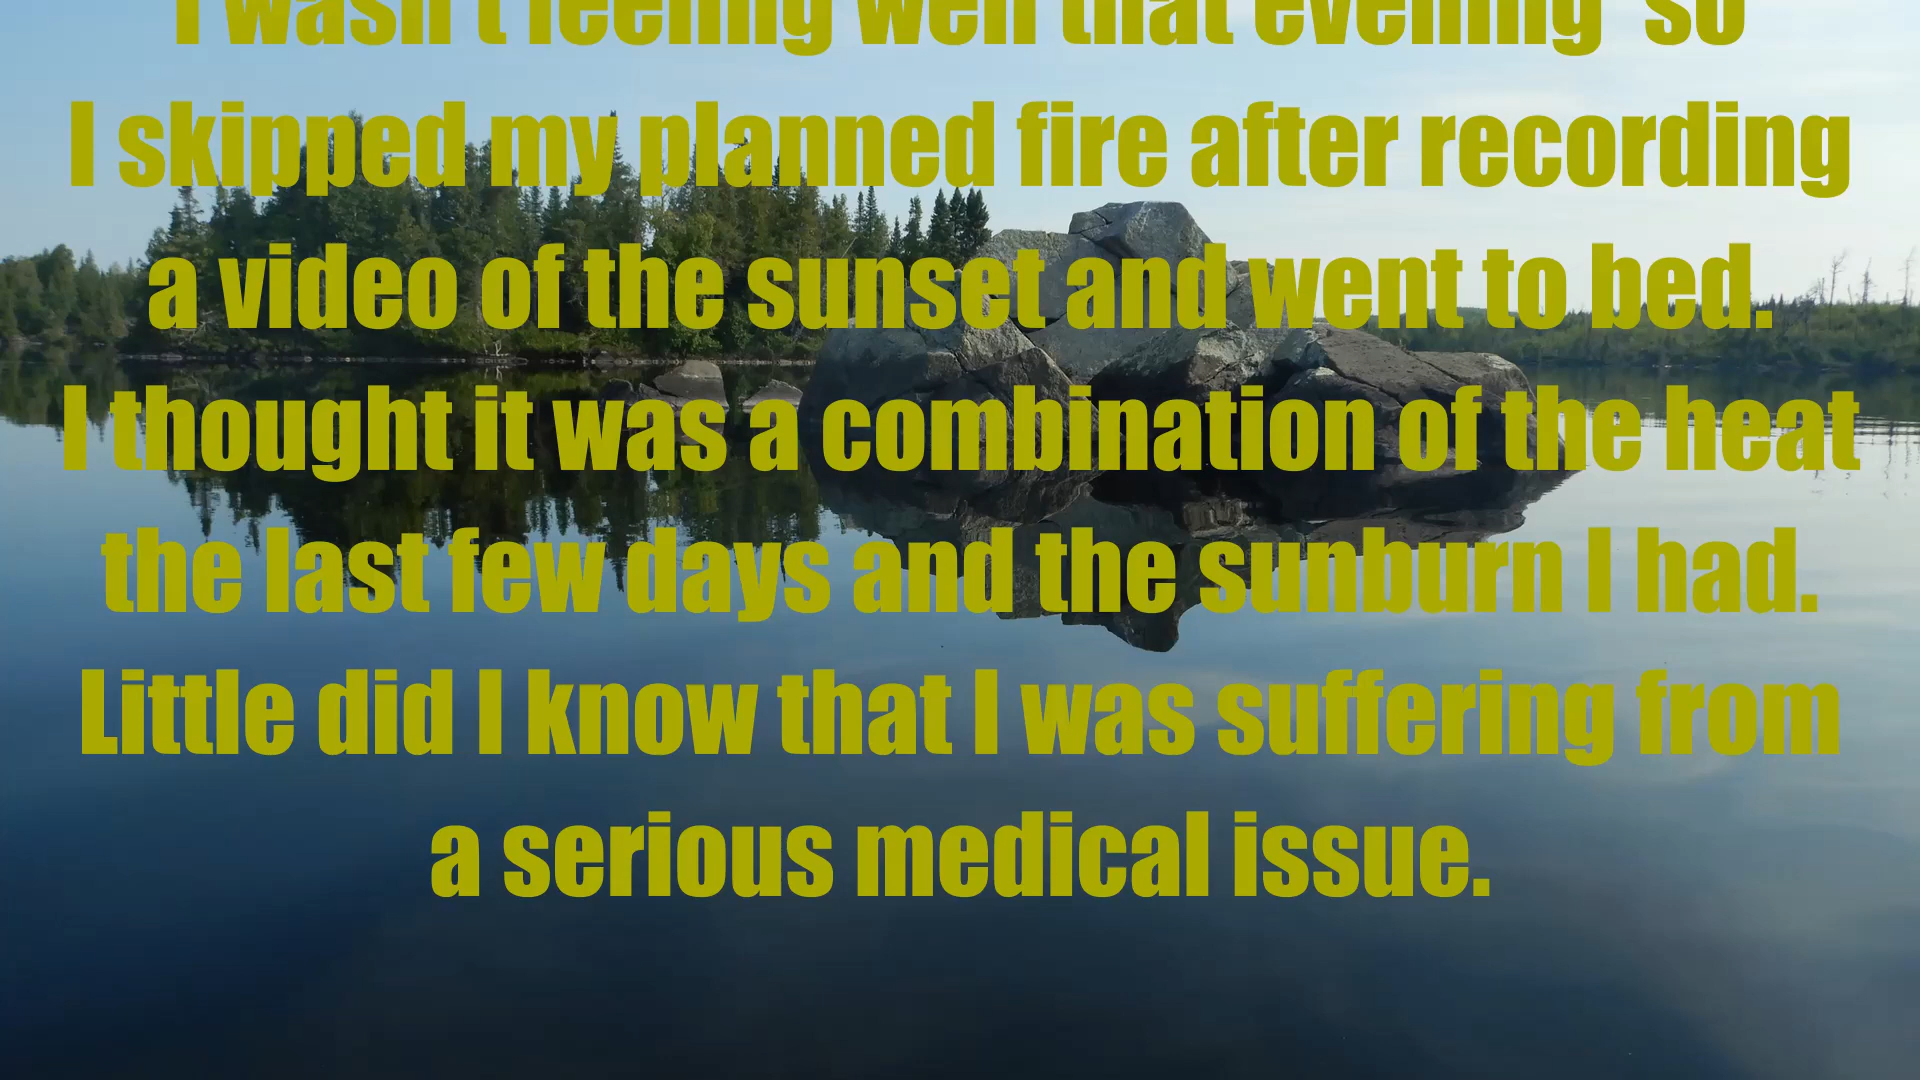 I wasn't feeling well that evening so
I skipped my planned fire after recording
a video of the sunset and went to bed.
I thought it was a combination of the heat
the last few days and the sunburn I had.
Little did I know that I was suffering from
a serious medical issue.